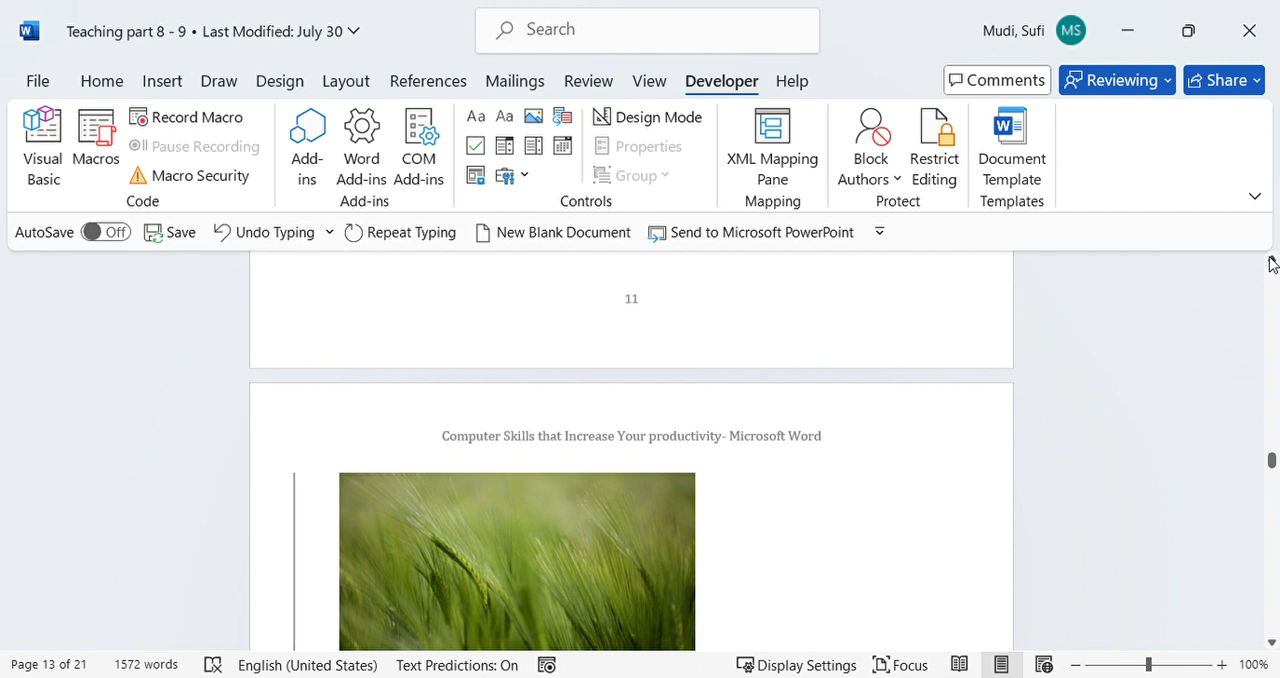 Teaching part 8 - 9 • Last Modified: July 30
Search
Mudi, Sufi
MS
File Home Insert Draw Design Layout References Mailings Review View Developer Help
Comments Reviewing Share
Visual Basic
Macros
Record Macro
Pause Recording
Macro Security
Code
Add-ins
Word Add-ins
COM Add-ins
Add-ins
Aa Aa
Design Mode
Properties
Group
Controls
XML Mapping Pane
Mapping
Block Authors
Restrict Editing
Protect
Document Template
Templates
AutoSave Off Save Undo Typing Repeat Typing New Blank Document Send to Microsoft PowerPoint
11
Computer Skills that Increase Your productivity- Microsoft Word
Page 13 of 21 1572 words English (United States) Text Predictions: On Display Settings Focus 100%